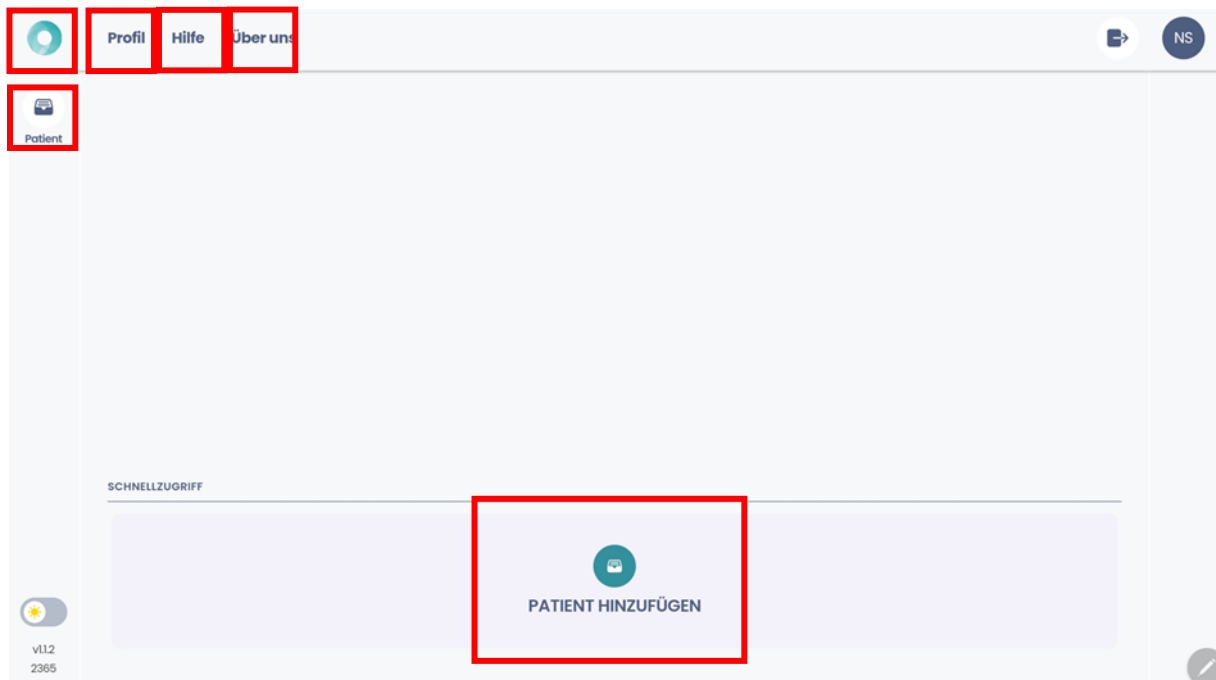 Profil Hilfe Über uns NS
Patient
SCHNELLZUGRIFF
PATIENT HINZUFÜGEN
v1.1.2
2365